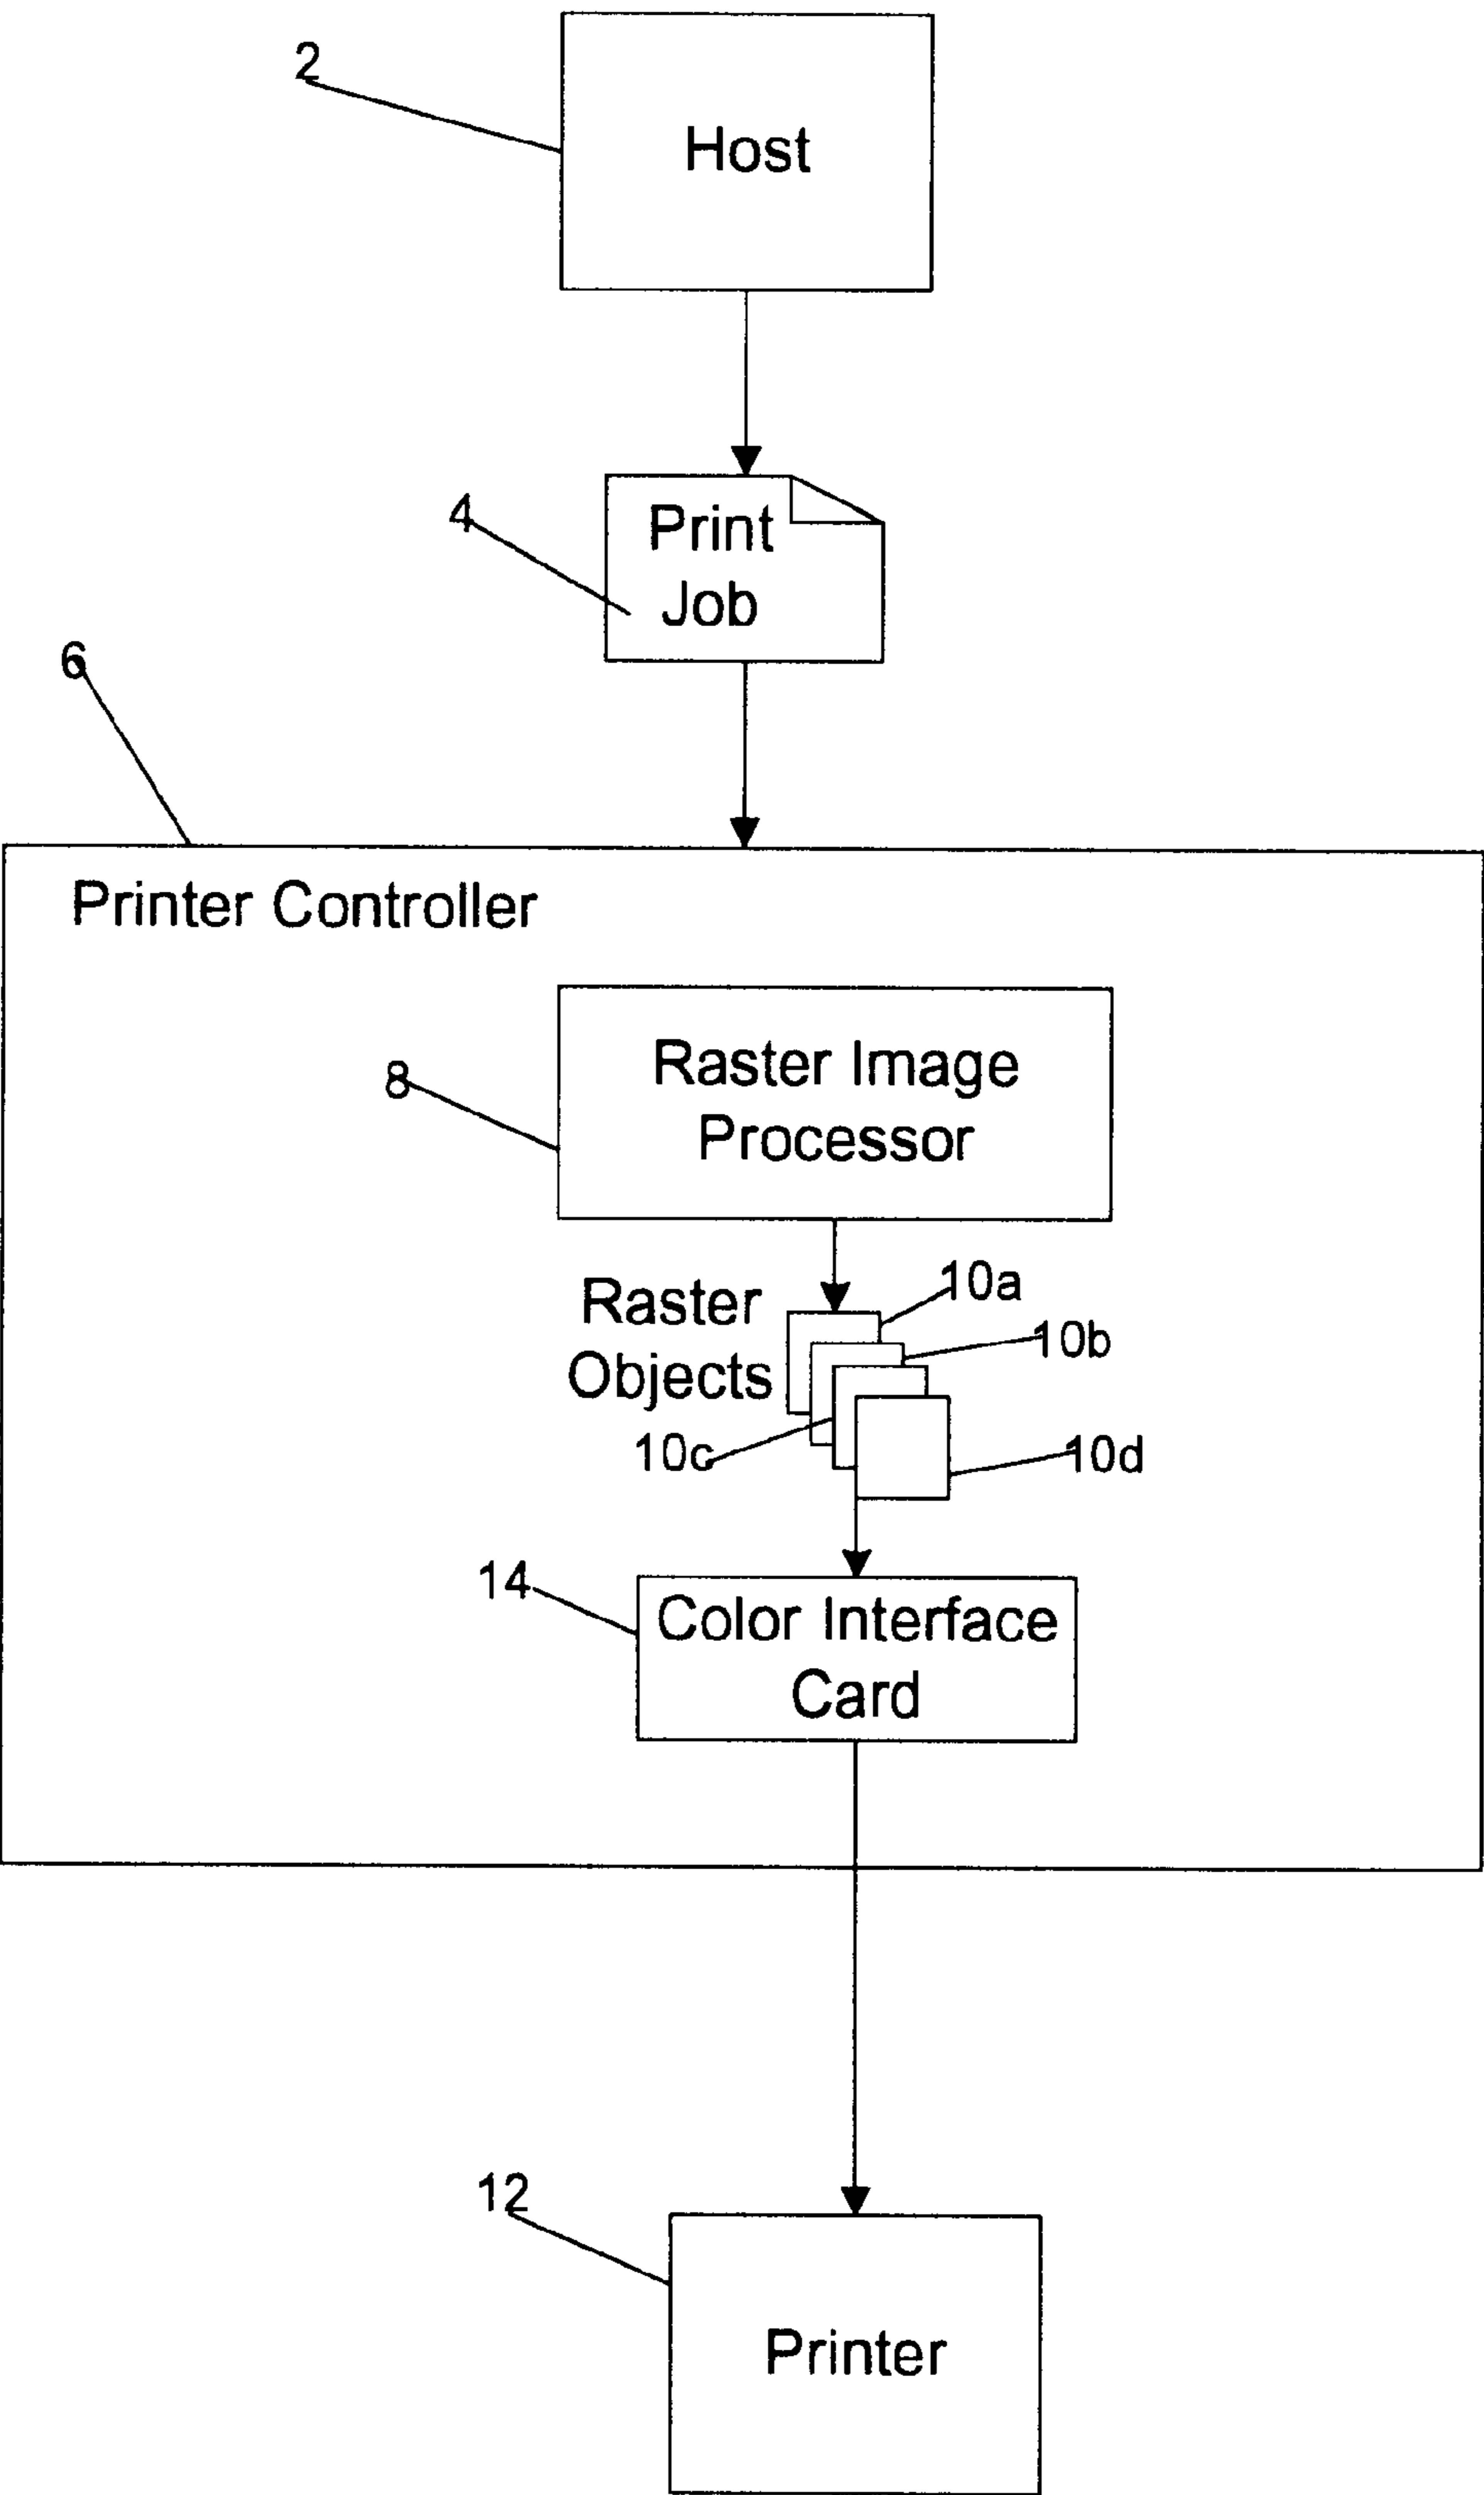 2
Host
4
Print
Job
6
Printer Controller
8
Raster Image
Processor
Raster
Objects
10a
10b
10c
10d
14
Color Interface
Card
12
Printer